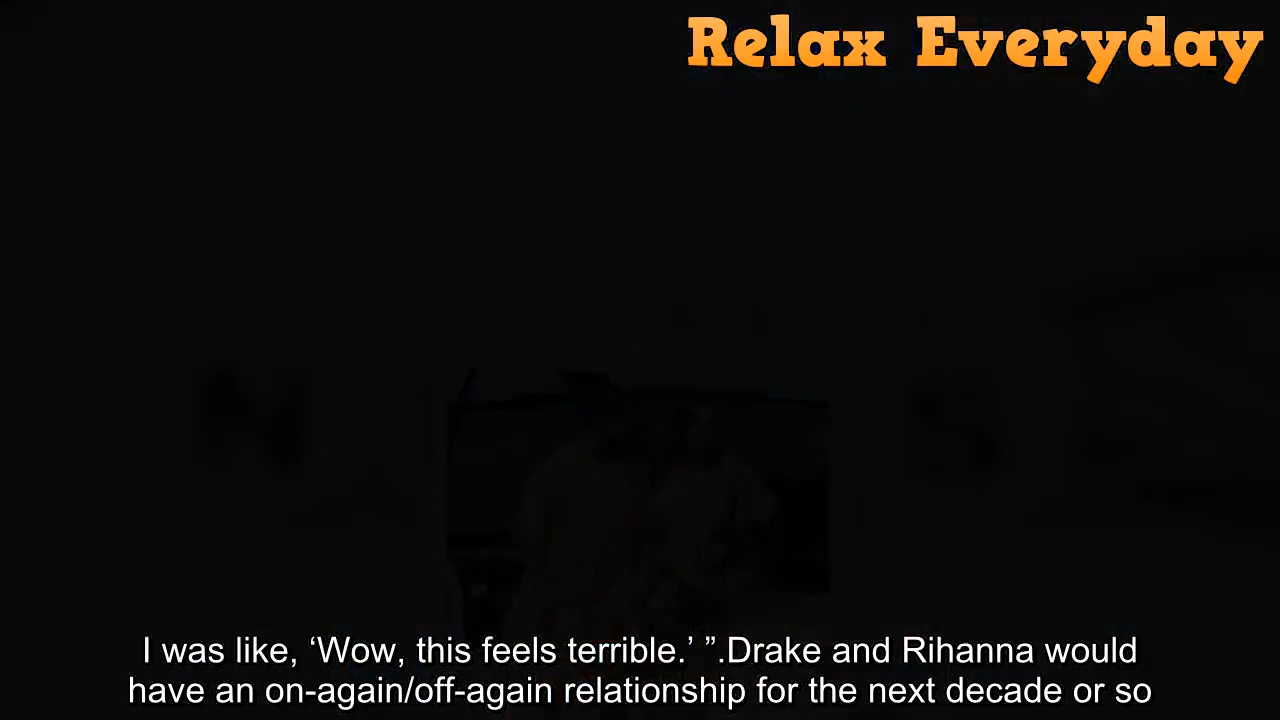 Relax Everyday
I was like, ‘Wow, this feels terrible.’ ”.Drake and Rihanna would
have an on-again/off-again relationship for the next decade or so